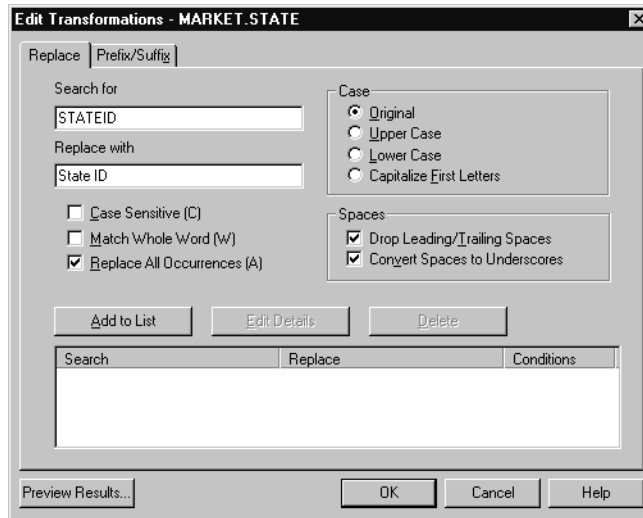 Edit Transformations - MARKET.STATE
Replace
Prefix/Suffix
Search for
STATEID
Replace with
State ID
Case Sensitive (C)
Match Whole Word (W)
Replace All Occurrences (A)
Case
Original
Upper Case
Lower Case
Capitalize First Letters
Spaces
Drop Leading/Trailing Spaces
Convert Spaces to Underscores
Add to List
Edit Details
Delete
Search
Replace
Conditions
Preview Results...
OK
Cancel
Help